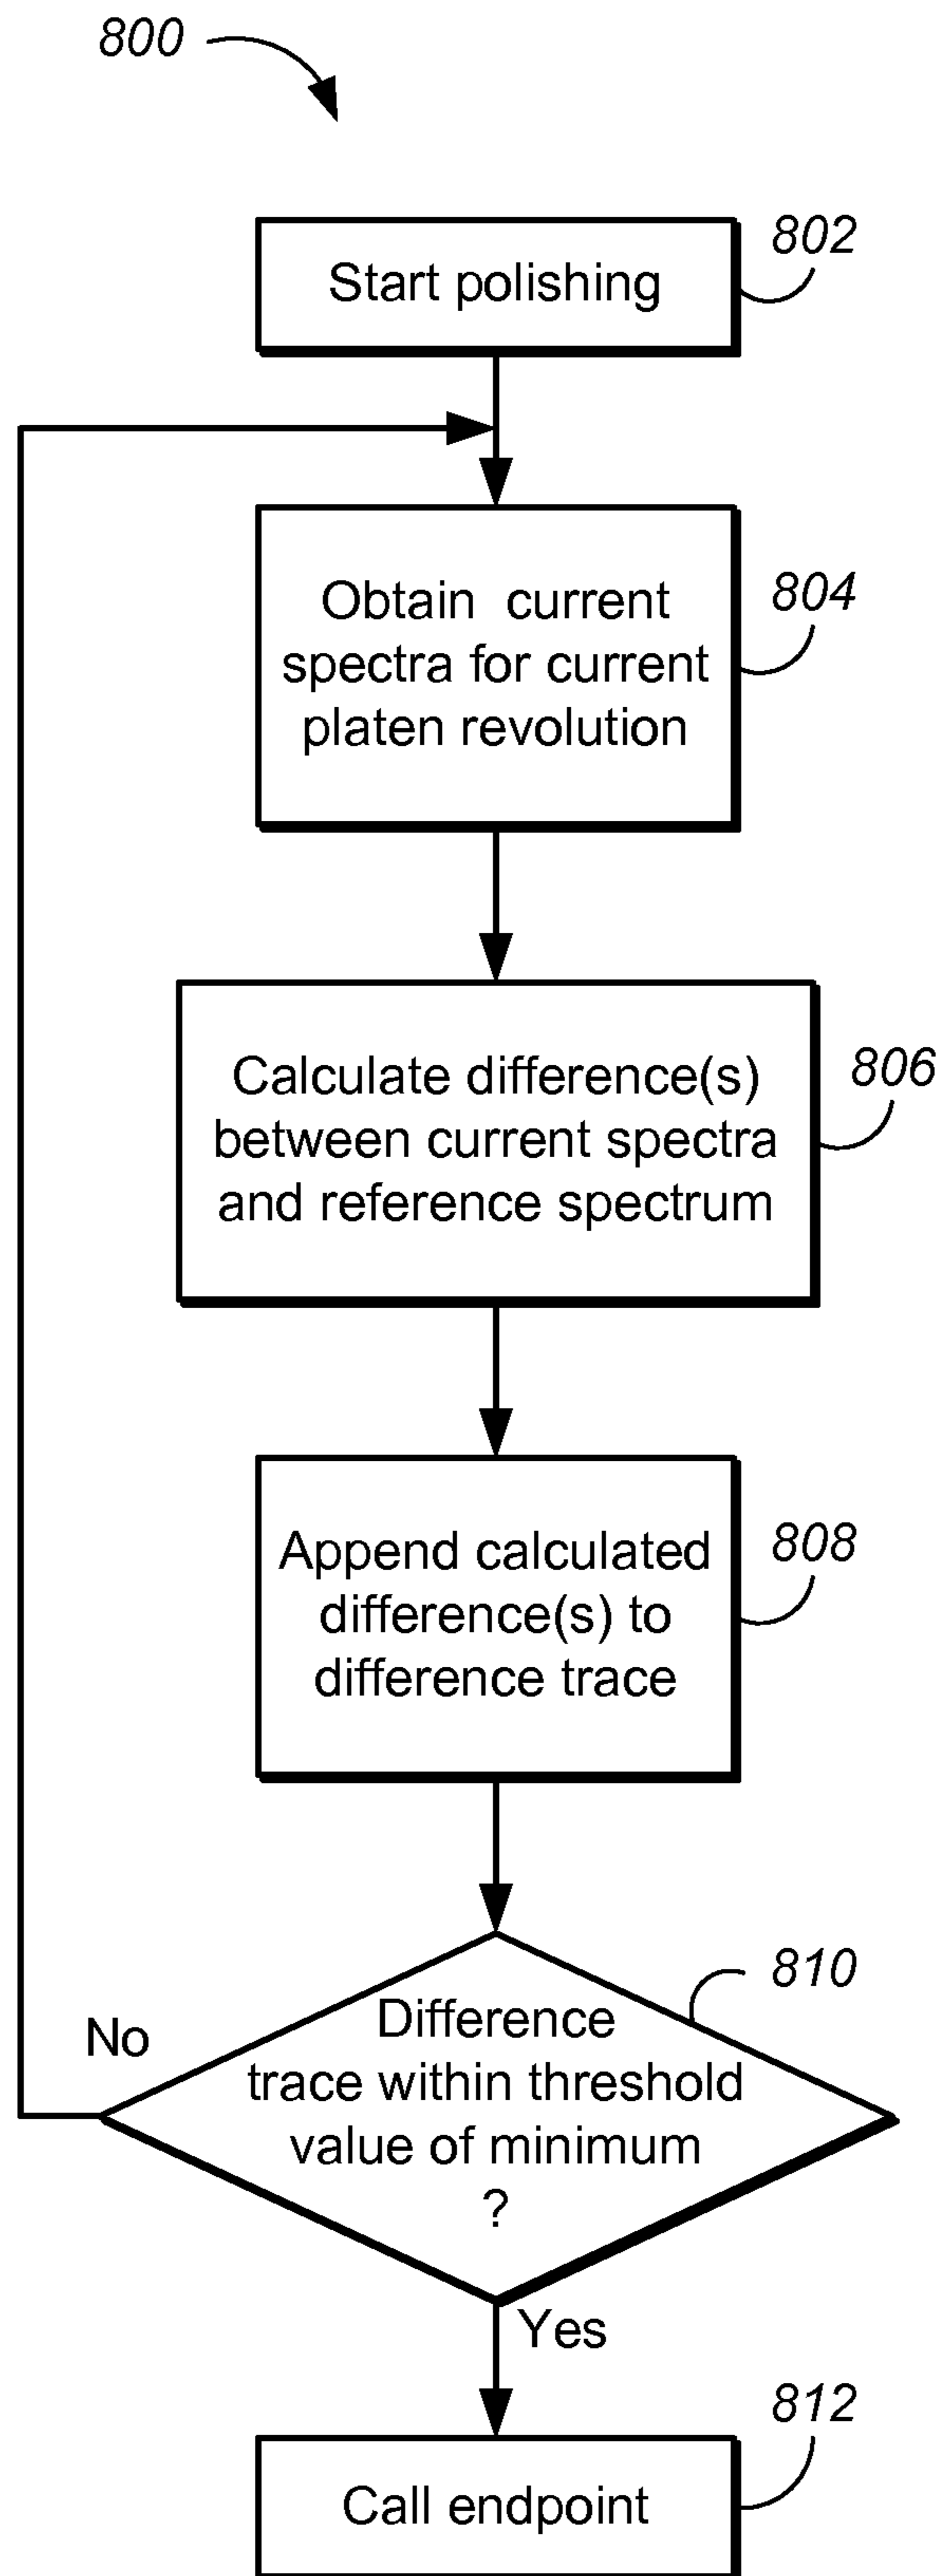 800
802
Start polishing
804
Obtain current
spectra for current
platen revolution
806
Calculate difference(s)
between current spectra
and reference spectrum
808
Append calculated
difference(s) to
difference trace
810
No
Difference
trace within threshold
value of minimum
?
Yes
812
Call endpoint